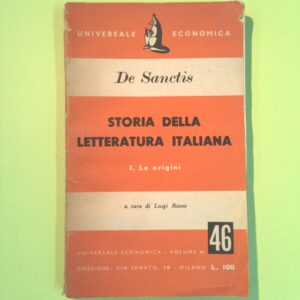 UNIVERSALE ECONOMICA
De Sanctis
STORIA DELLA
LETTERATURA ITALIANA
I. Le origini
a cura di Luigi Russo
UNIVERSALE ECONOMICA - VOLUME N. 46
DIREZIONE: VIA SENATO, 38 - MILANO L. 100